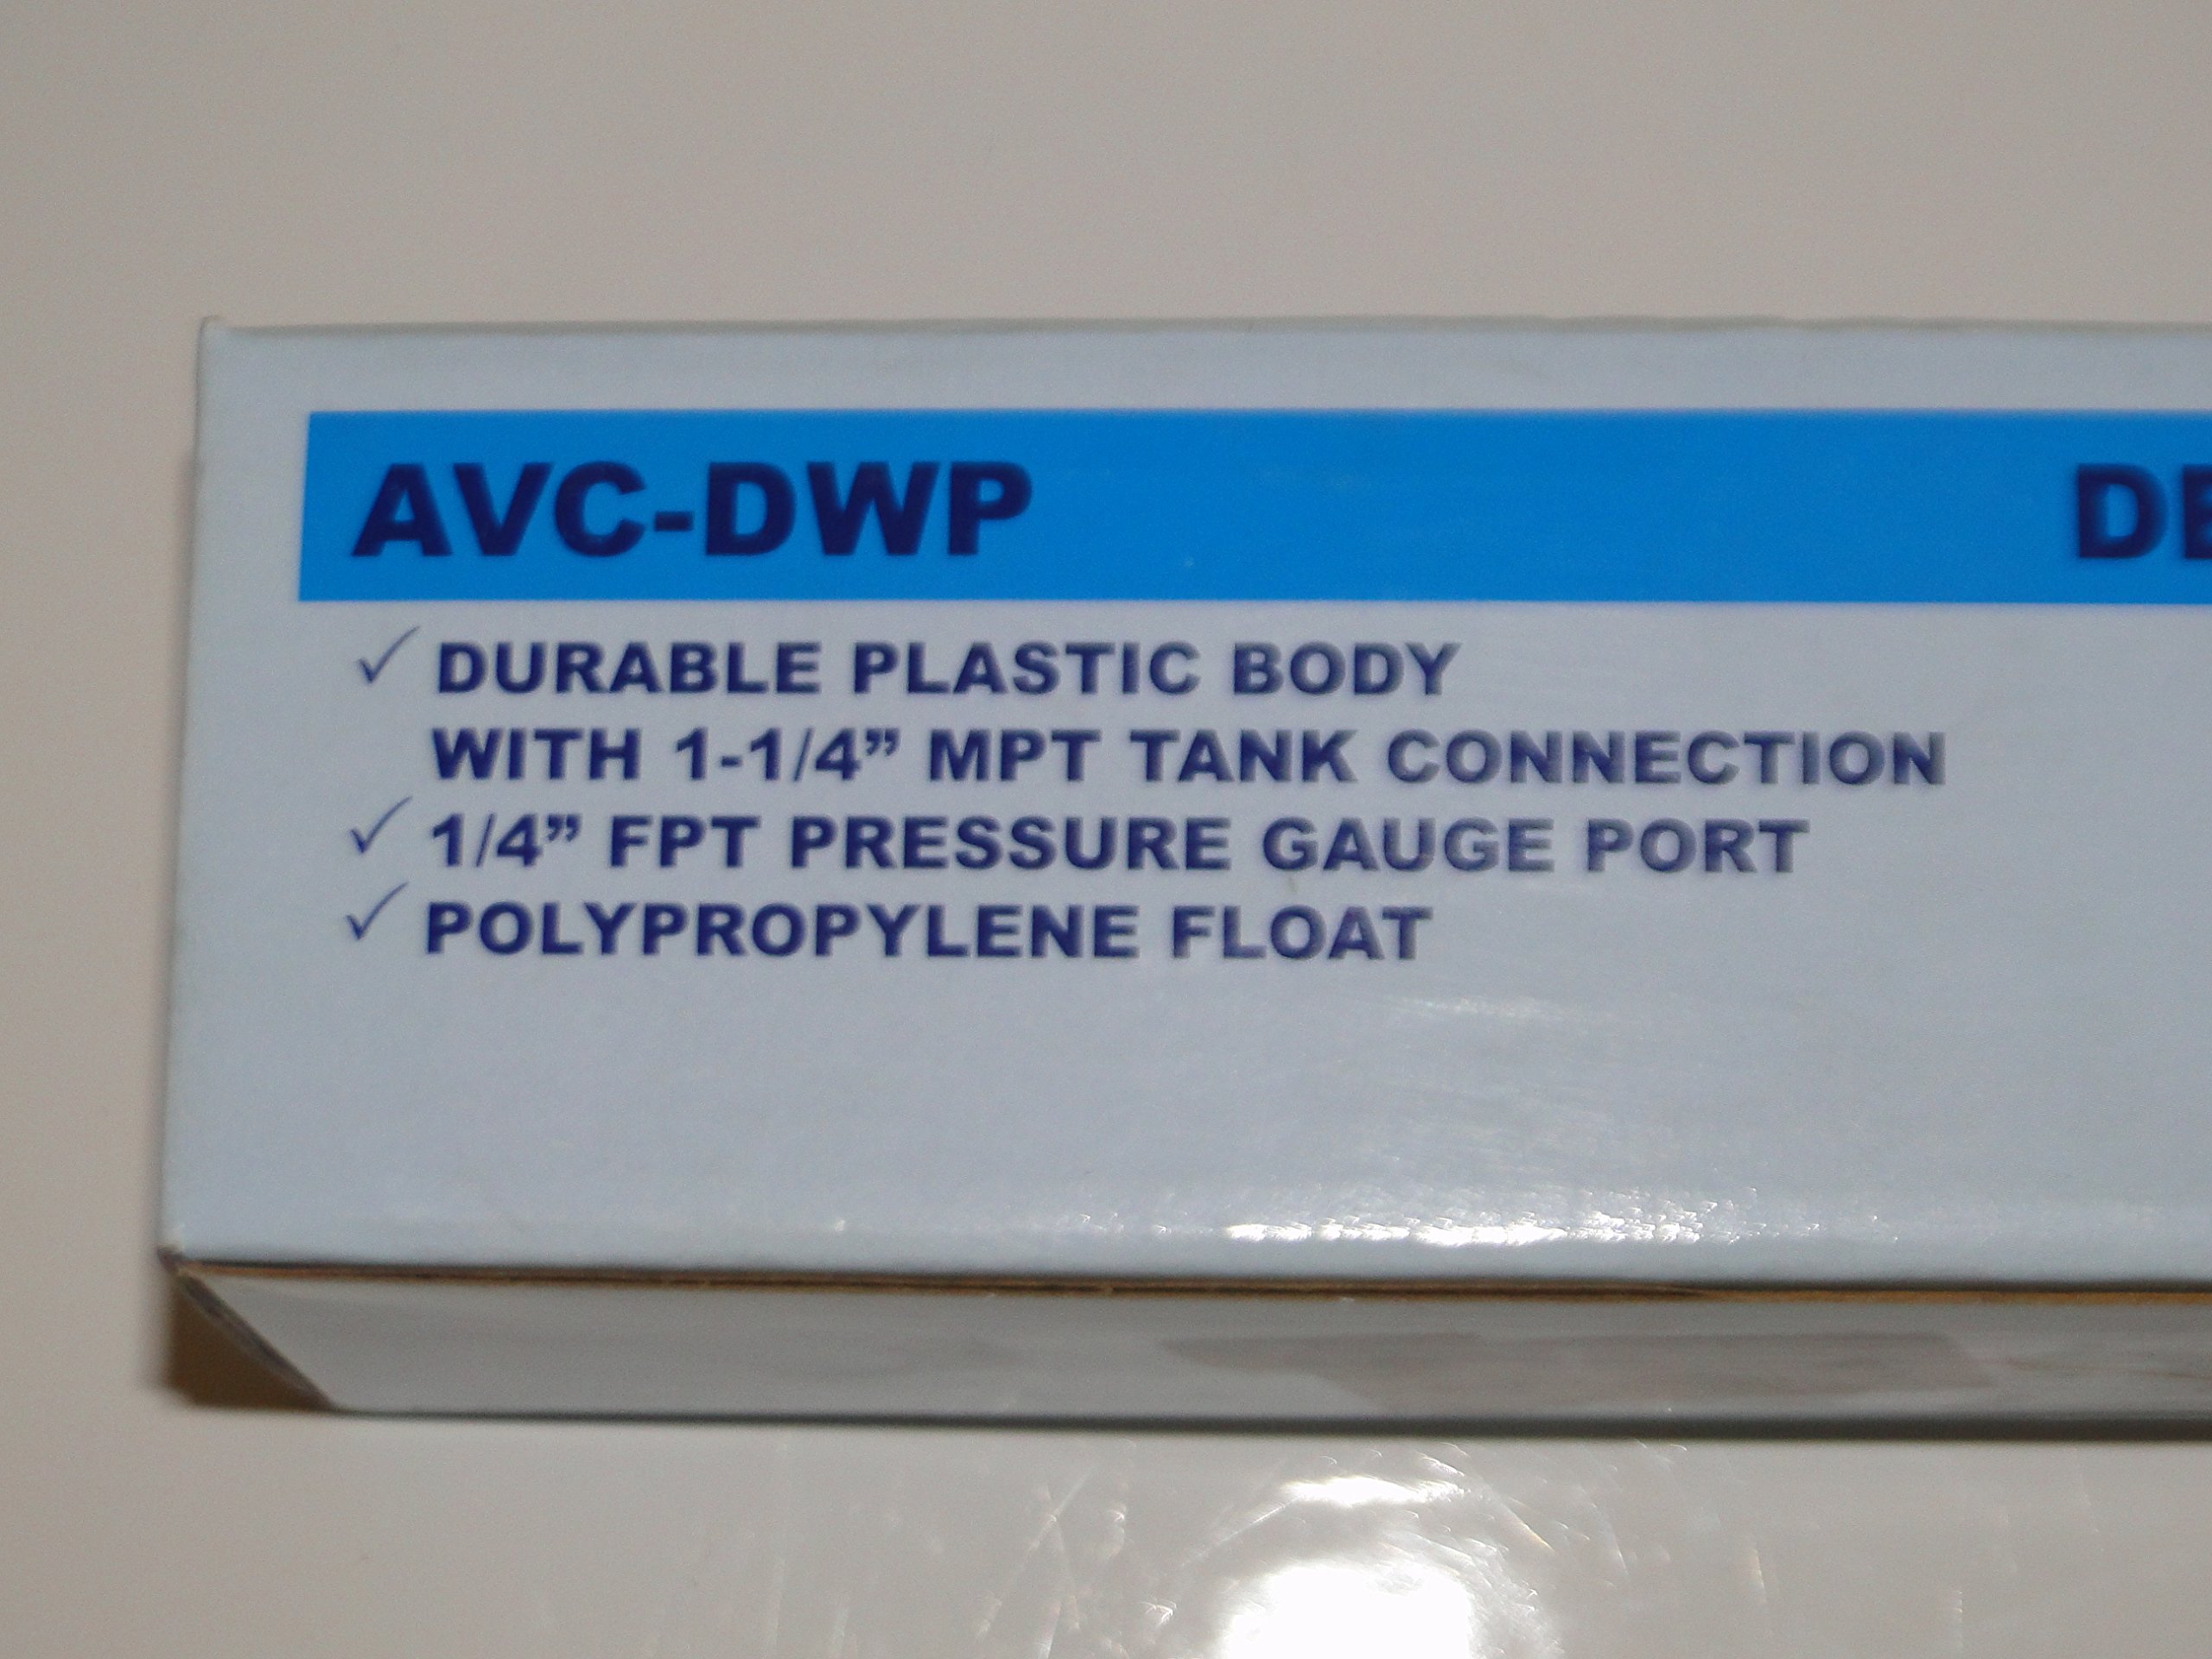 AVC-DWP
✓ DURABLE PLASTIC BODY
WITH 1-1/4” MPT TANK CONNECTION
✓ 1/4” FPT PRESSURE GAUGE PORT
✓ POLYPROPYLENE FLOAT